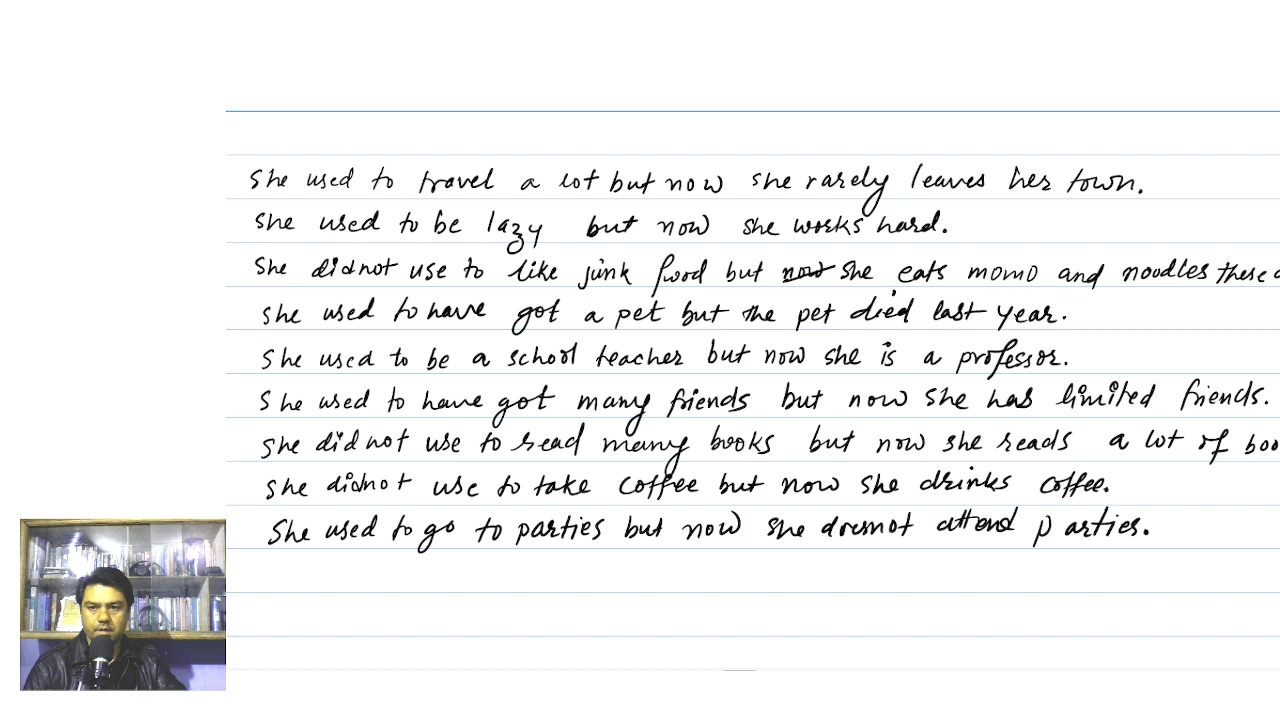 She used to travel a lot but now she rarely leaves her town.
She used to be lazy but now she works hard.
She didnot use to like junk food but now she eats momo and noodles these
She used to have got a pet but the pet died last year.
She used to be a school teacher but now she is a professor.
She used to have got many friends but now she has limited friends.
She did not use to read many books but now she reads a lot of boo
She didnot use to take coffee but now she drinks coffee.
She used to go to parties but now she doesnot attend parties.